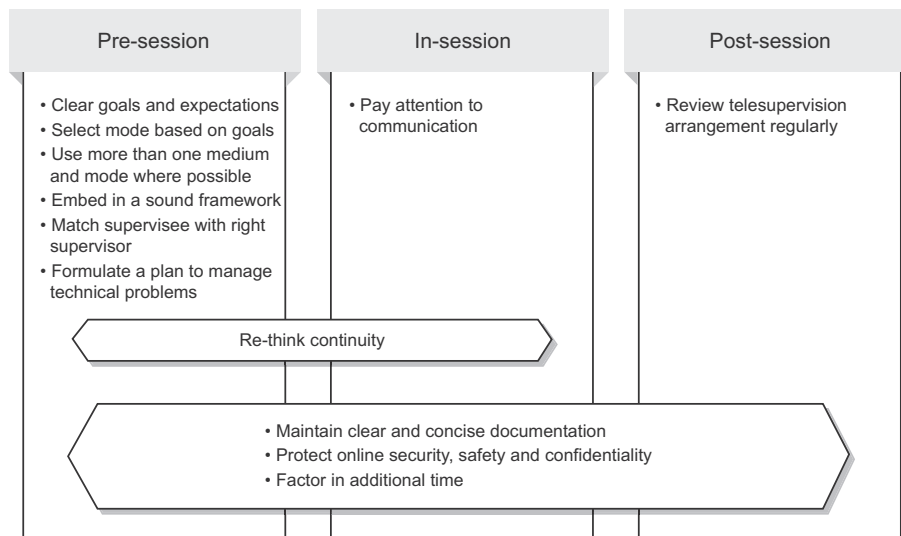 Pre-session
In-session
Post-session
• Clear goals and expectations
• Select mode based on goals
• Use more than one medium
and mode where possible
• Embed in a sound framework
• Match supervisee with right
supervisor
• Formulate a plan to manage
technical problems
• Pay attention to
communication
• Review telesupervision
arrangement regularly
Re-think continuity
• Maintain clear and concise documentation
• Protect online security, safety and confidentiality
• Factor in additional time